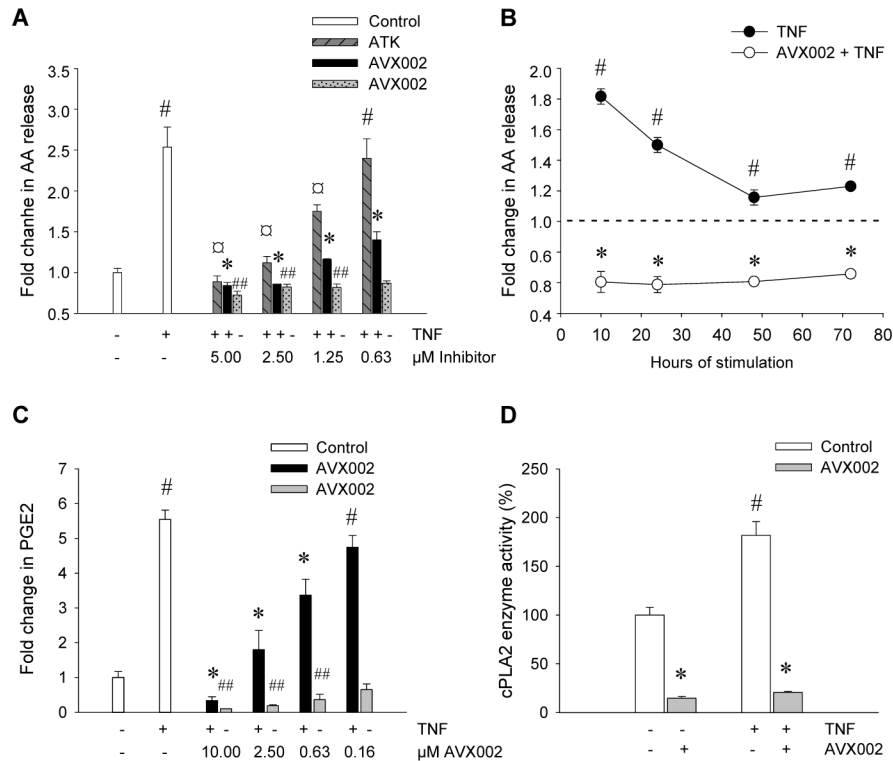 A
Control
ATK
AVX002
AVX002
Fold chanhe in AA release
3.5
3.0
2.5
2.0
1.5
1.0
0.5
#
¤ * ##
¤ * ##
¤ * ##
# *
- + + + - + + - + + - + + - TNF
- - 5.00 2.50 1.25 0.63 µM Inhibitor
B
TNF
AVX002 + TNF
Fold change in AA release
2.0
1.8
1.6
1.4
1.2
1.0
0.6
0.8
0.4
# # # #
* * * *
0 10 20 30 40 50 60 70 80
Hours of stimulation
C
Control
AVX002
AVX002
Fold change in PGE2
7
6
5
4
3
2
1
0
#
* ##
* ##
* ##
#
- + + - + - + - + - TNF
- - 10.00 2.50 0.63 0.16 µM AVX002
D
Control
AVX002
cPLA2 enzyme activity (%)
250
200
150
100
50
0
* # *
- - + + TNF
- + - + AVX002